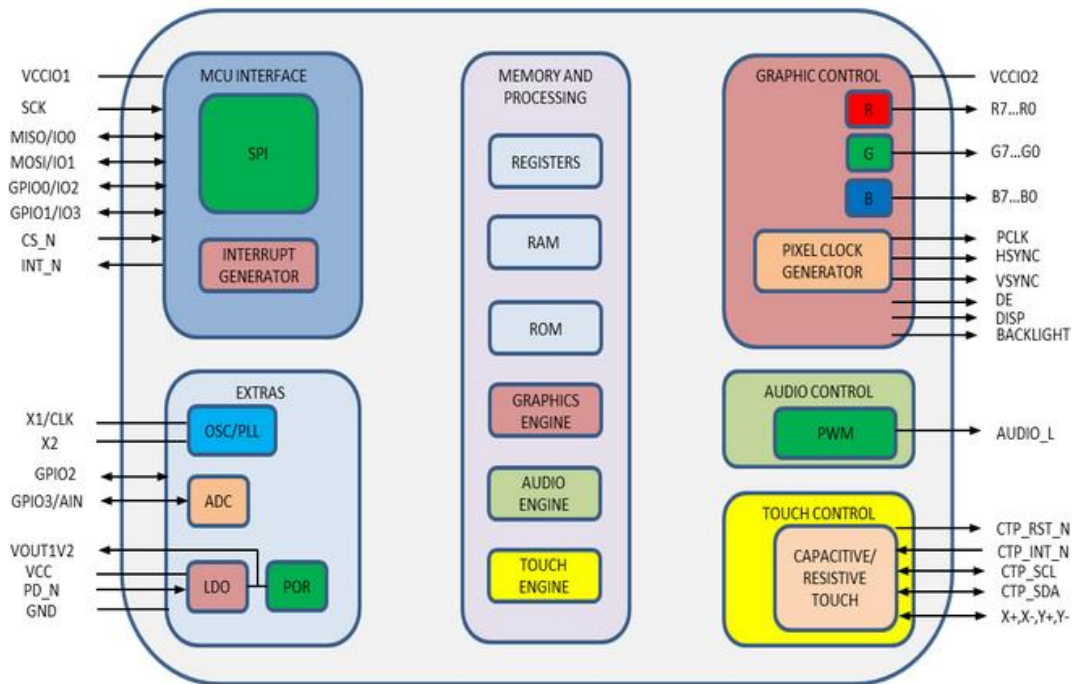 VCCIO1
SCK
MISO/IO0
MOSI/IO1
GPIO0/IO2
GPIO1/IO3
CS_N
INT_N
MCU INTERFACE
SPI
INTERRUPT
GENERATOR
X1/CLK
X2
GPIO2
GPIO3/AIN
VOUT1V2
VCC
PD_N
GND
EXTRAS
OSC/PLL
ADC
LDO
POR
MEMORY AND
PROCESSING
REGISTERS
RAM
ROM
GRAPHICS
ENGINE
AUDIO
ENGINE
TOUCH
ENGINE
GRAPHIC CONTROL
R
G
B
PIXEL CLOCK
GENERATOR
VCCIO2
R7...R0
G7...G0
B7...B0
PCLK
HSYNC
VSYNC
DE
DISP
BACKLIGHT
AUDIO CONTROL
PWM
AUDIO_L
TOUCH CONTROL
CAPACITIVE/
RESISTIVE
TOUCH
CTP_RST_N
CTP_INT_N
CTP_SCL
CTP_SDA
X+,X-,Y+,Y-